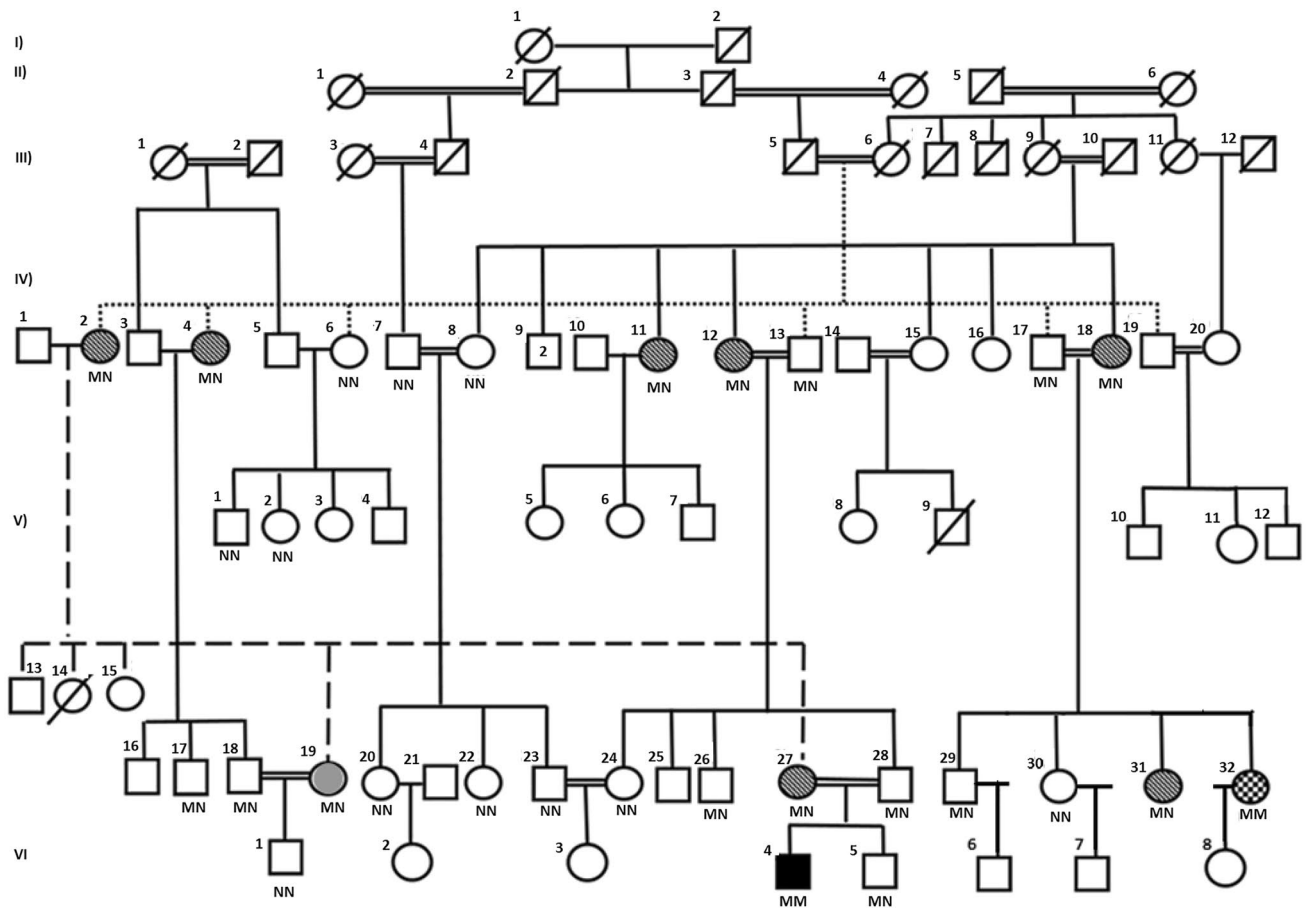 1 2
I)
II) 1 2 3 4 5 6
III) 1 2 3 4 5 6 7 8 9 10 11 12
IV)
1 2 3 4 5 6 7 8 9 10 11 12 13 14 15 16 17 18 19 20
2
MN MN NN NN NN MN MN MN MN MN
V) 1 2 3 4 5 6 7 8 9 10 11 12
NN NN
13 14 15
16 17 18 19 20 21 22 23 24 25 26 27 28 29 30 31 32
MN MN MN NN NN NN NN MN MN MN MN NN MN MM
VI 1 2 3 4 5 6 7 8
NN MM MN